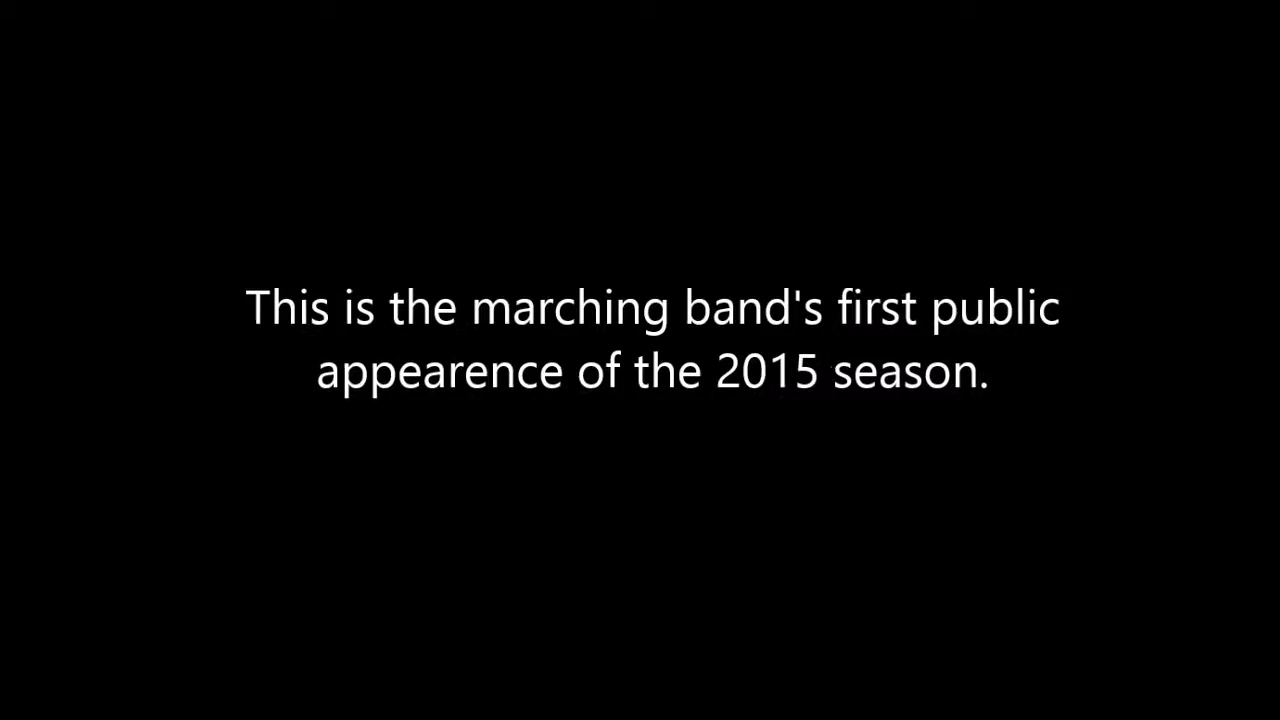 This is the marching band's first public
appearence of the 2015 season.